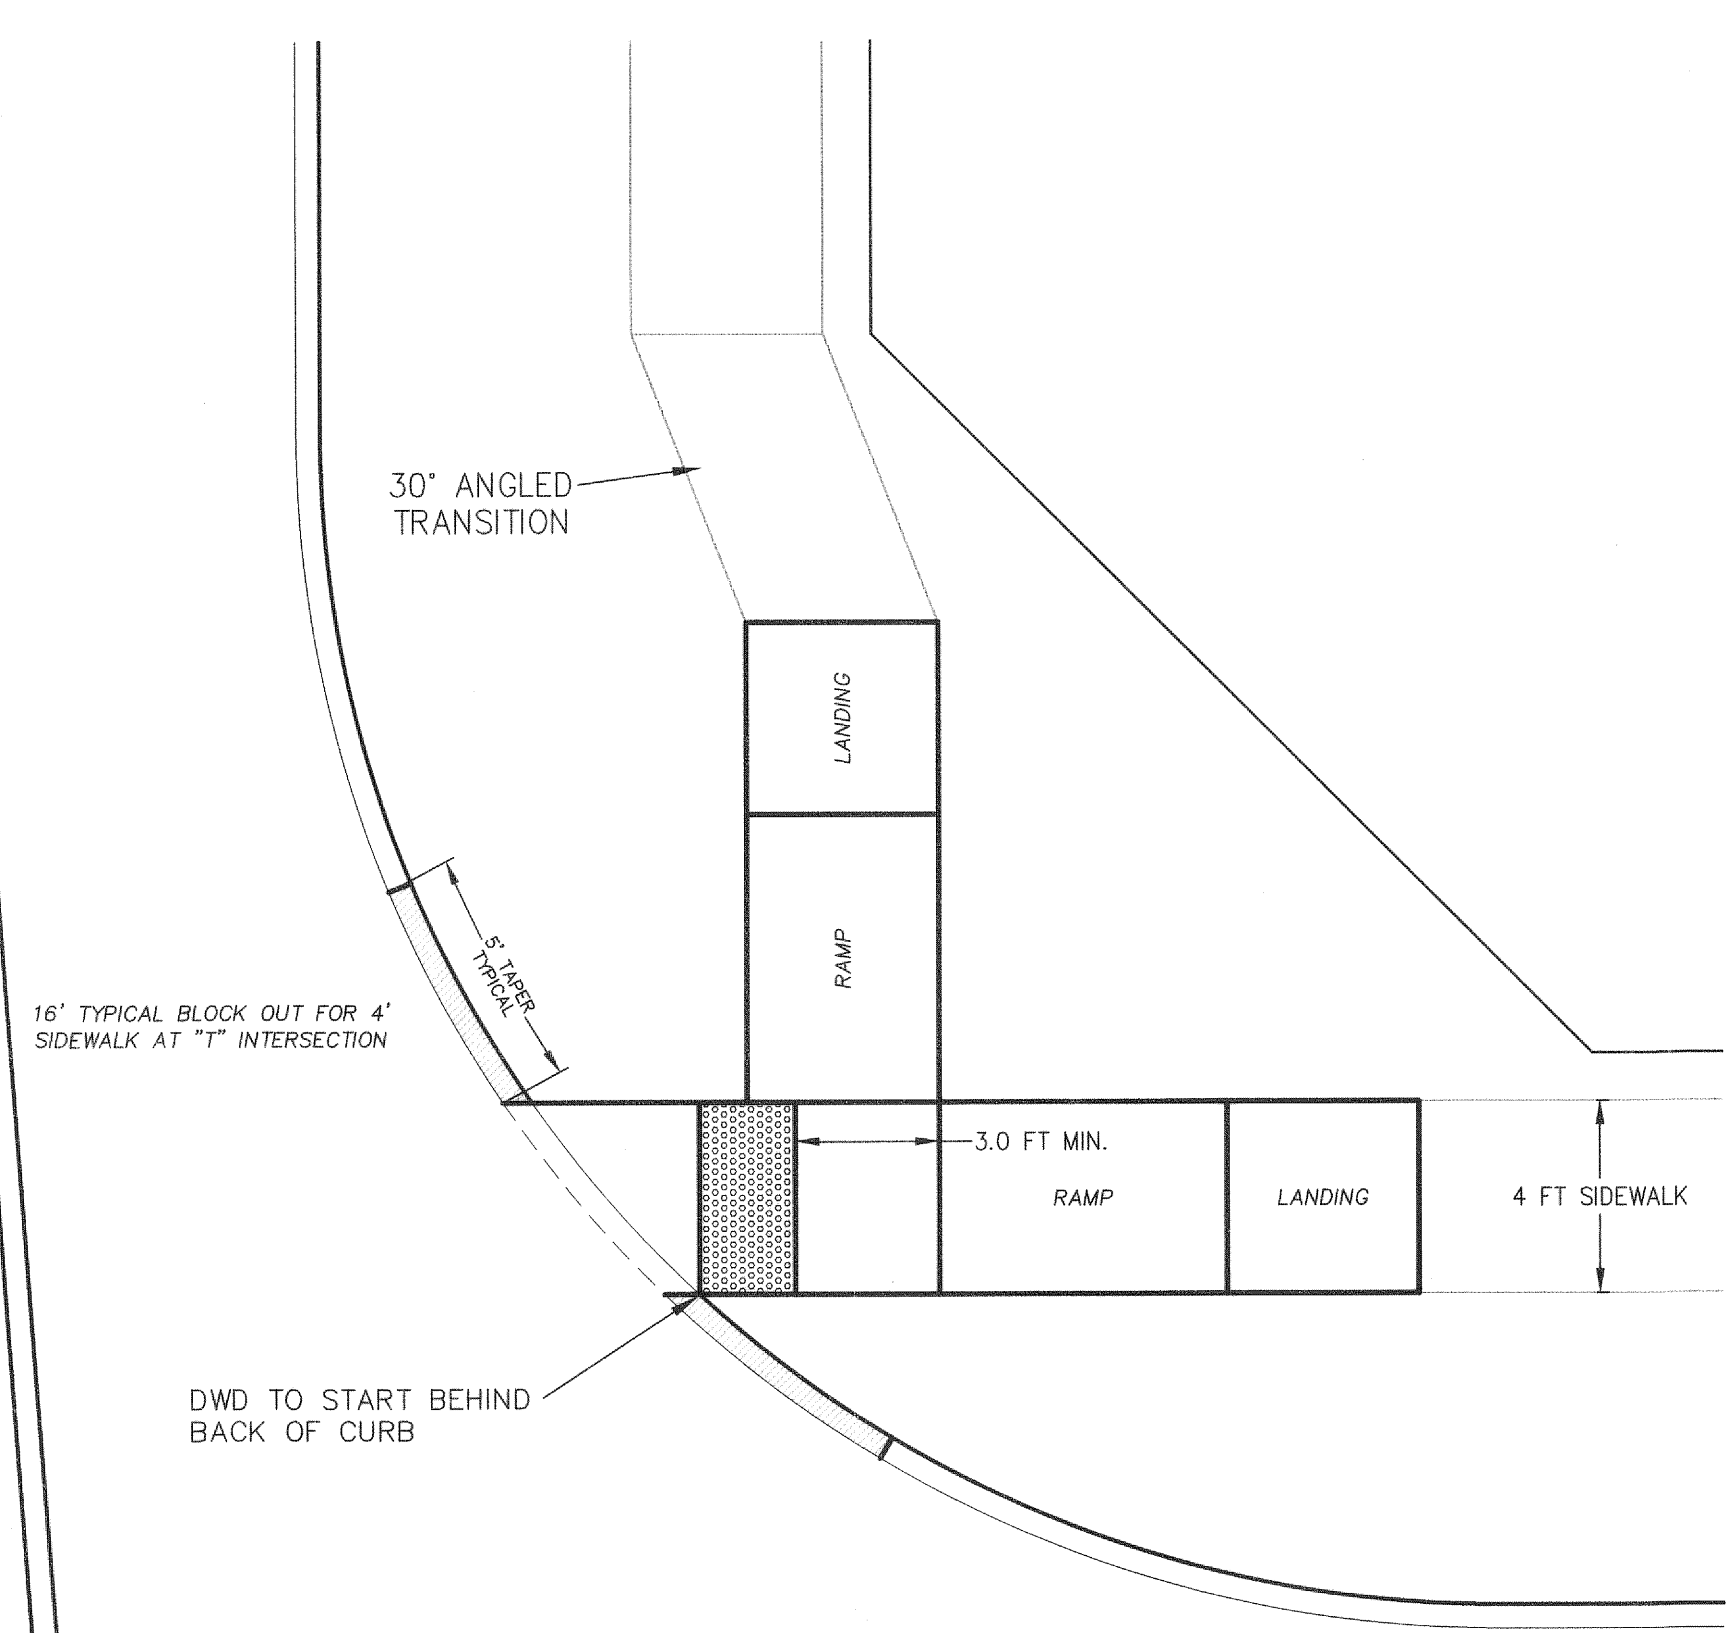 30° ANGLED
TRANSITION
LANDING
RAMP
5' TAPER
TYPICAL
16' TYPICAL BLOCK OUT FOR 4'
SIDEWALK AT "T" INTERSECTION
3.0 FT MIN.
RAMP
LANDING
4 FT SIDEWALK
DWD TO START BEHIND
BACK OF CURB